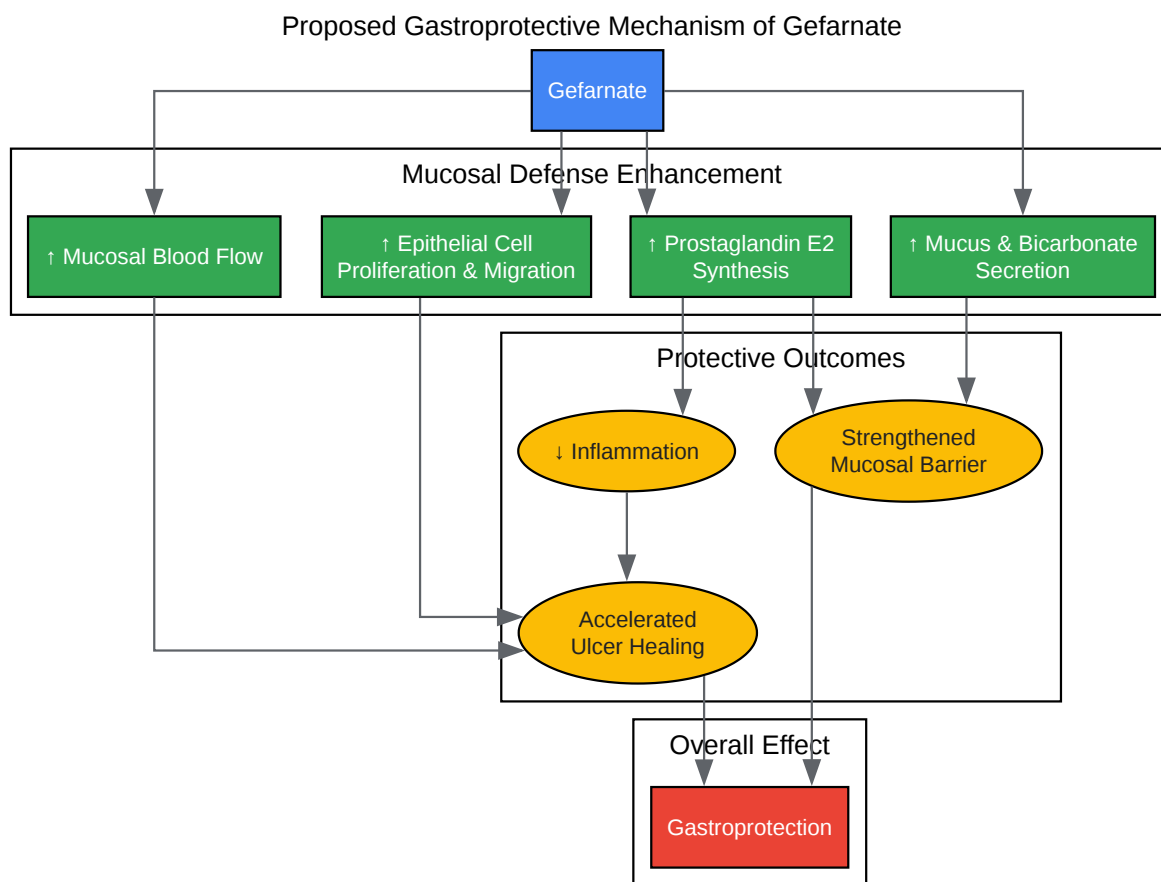 Proposed Gastroprotective Mechanism of Gefarnate
Gefarnate
Mucosal Defense Enhancement
↑ Mucosal Blood Flow
↑ Epithelial Cell
Proliferation & Migration
↑ Prostaglandin E2
Synthesis
↑ Mucus & Bicarbonate
Secretion
Protective Outcomes
↓ Inflammation
Strengthened
Mucosal Barrier
Accelerated
Ulcer Healing
Overall Effect
Gastroprotection